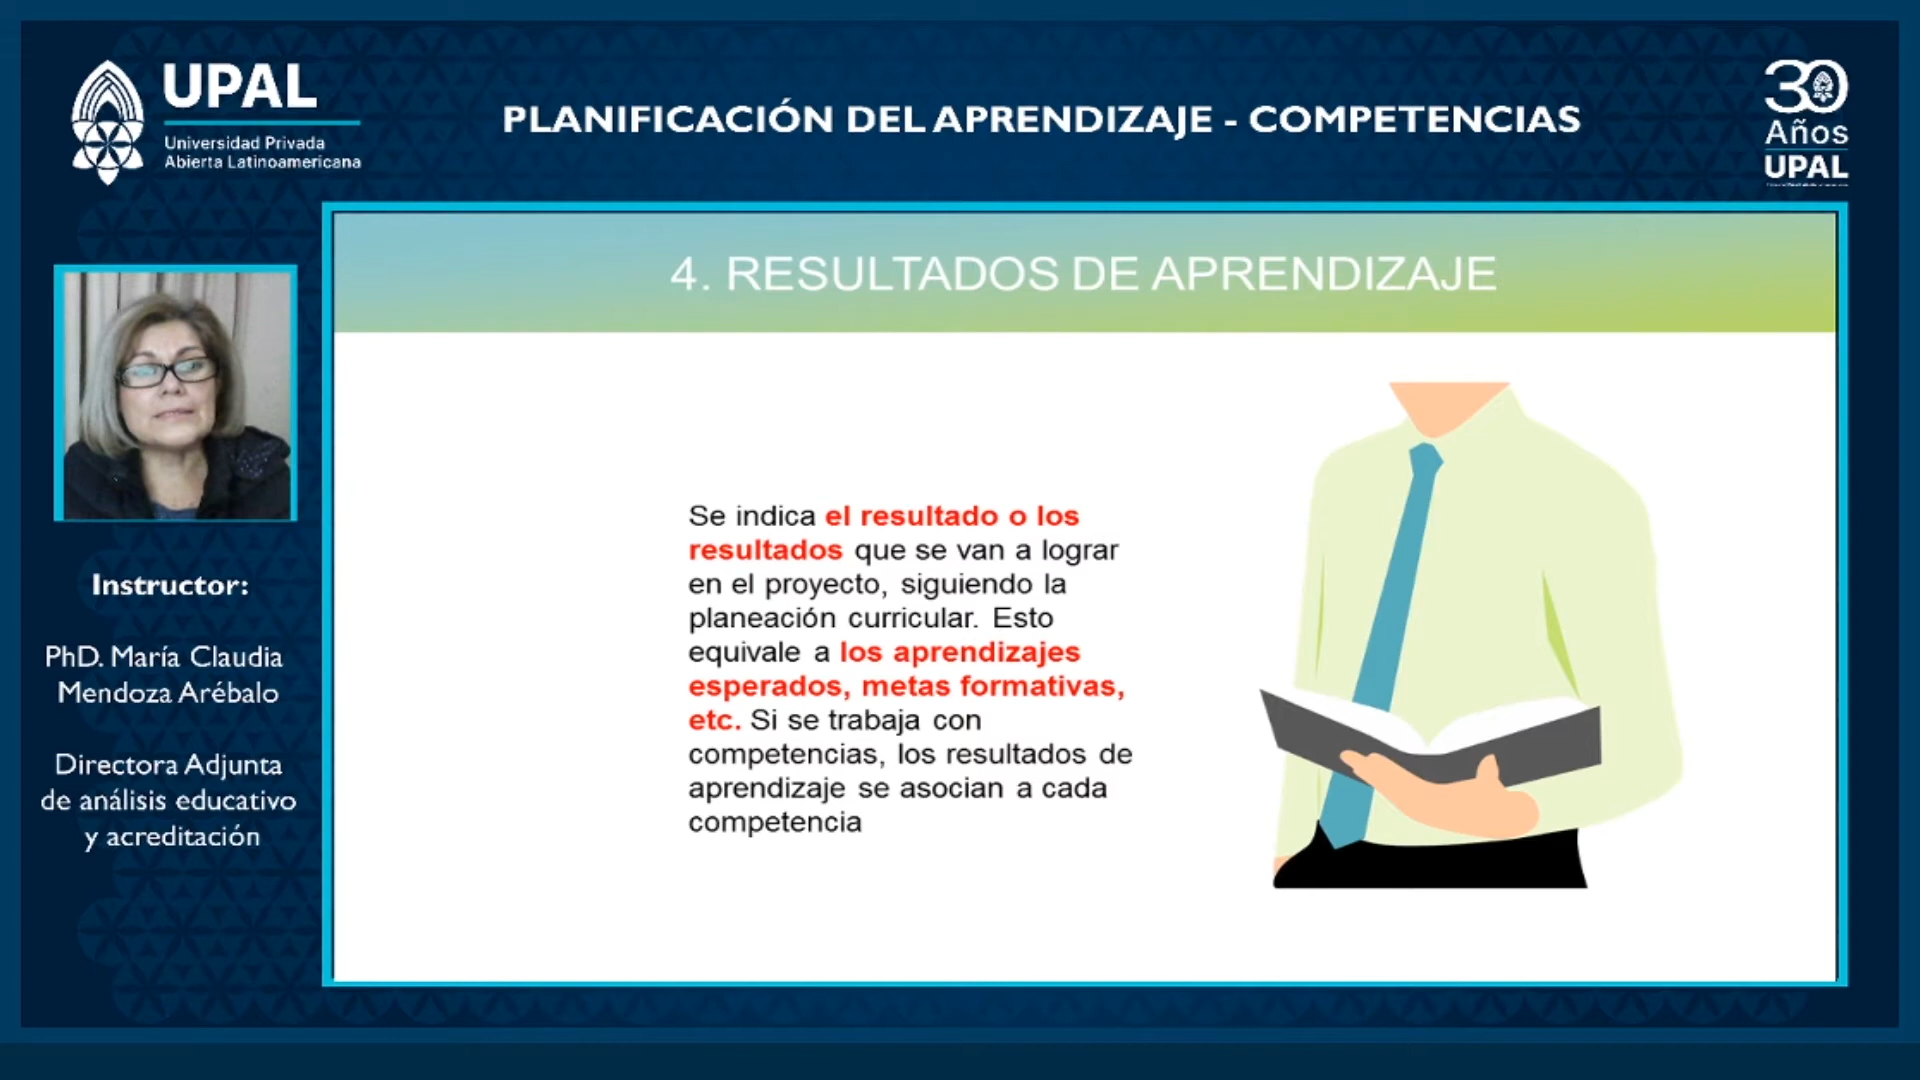 UPAL
Universidad Privada
Abierta Latinoamericana
PLANIFICACIÓN DEL APRENDIZAJE - COMPETENCIAS
30
Años
UPAL
4. RESULTADOS DE APRENDIZAJE
Se indica el resultado o los
resultados que se van a lograr
en el proyecto, siguiendo la
planeación curricular. Esto
equivale a los aprendizajes
esperados, metas formativas,
etc. Si se trabaja con
competencias, los resultados de
aprendizaje se asocian a cada
competencia
Instructor:
PhD. María Claudia
Mendoza Arébalo
Directora Adjunta
de análisis educativo
y acreditación